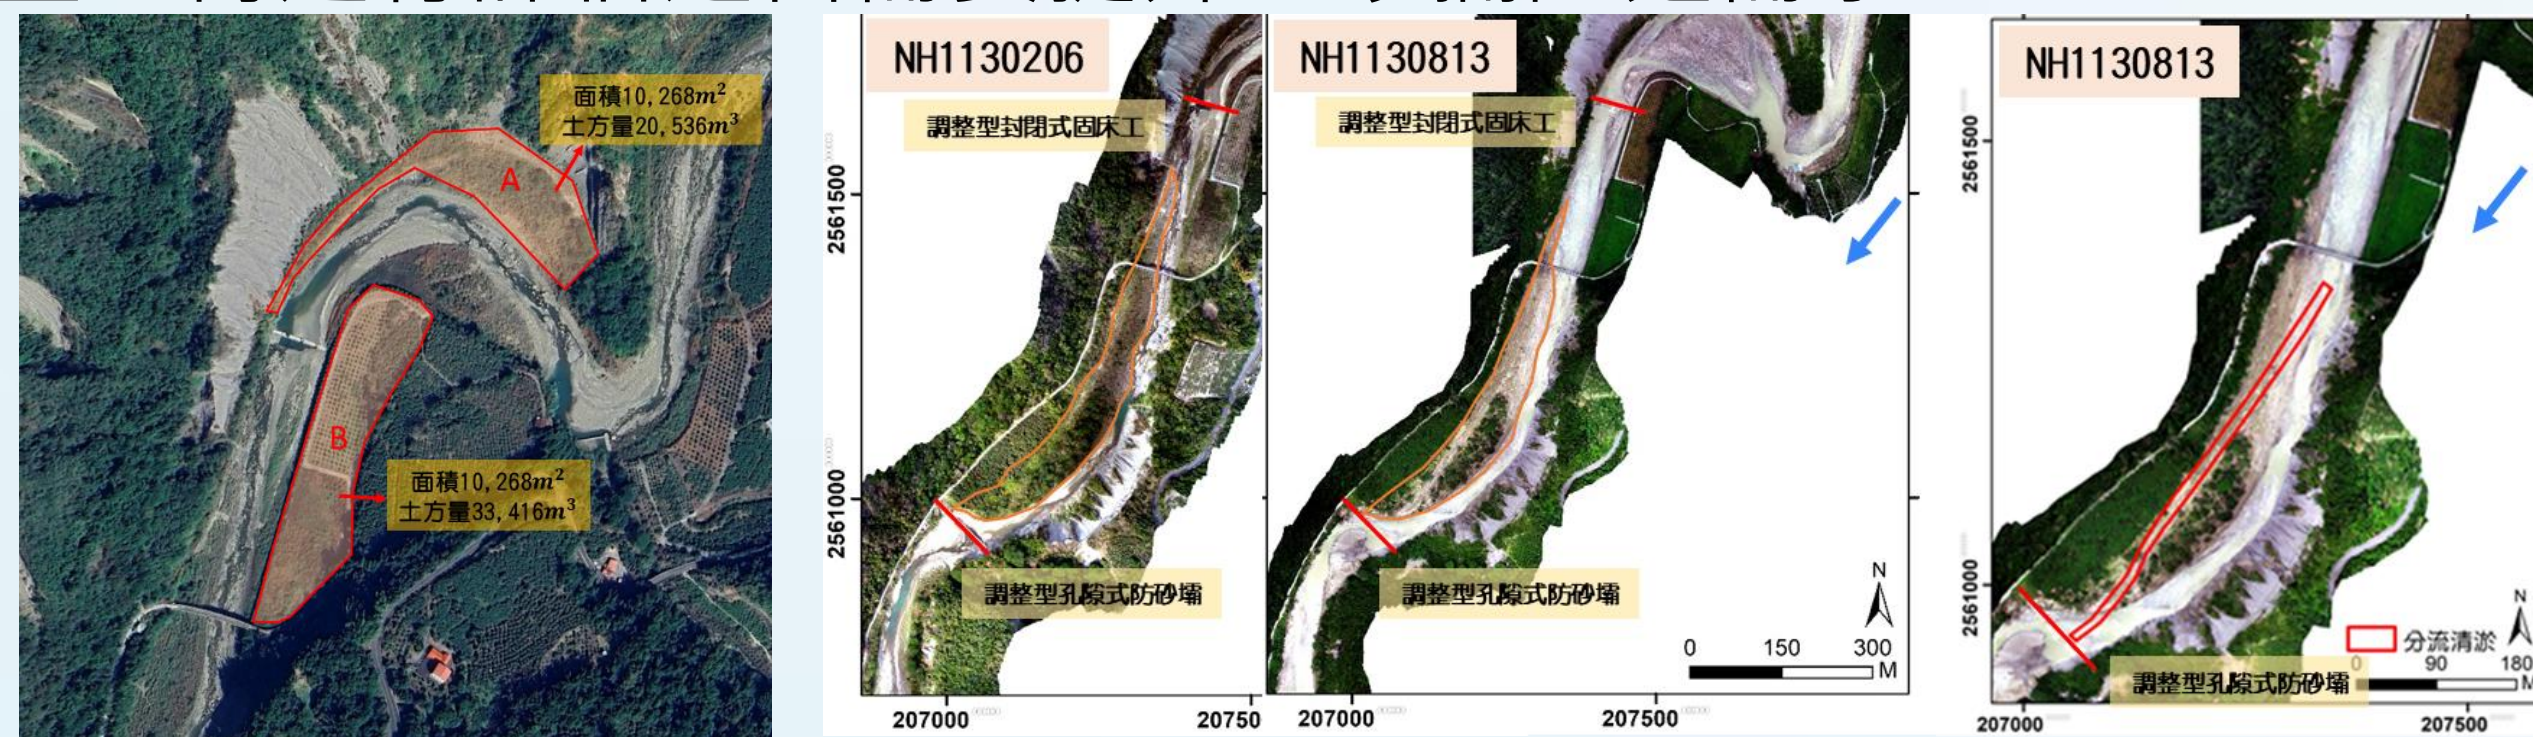 面積10,268m²
土方量20,536m³
A
B
面積10,268m²
土方量33,416m³
NH1130206
調整型封閉式固床工
2561500
2561000
調整型孔隙式防砂壩
207000
20750
NH1130813
調整型封閉式固床工
調整型孔隙式防砂壩
N
0 150 300
M
207000
207500
NH1130813
2561500
2561000
分流清淤
N
0 90 180
M
調整型孔隙式防砂壩
207000
207500